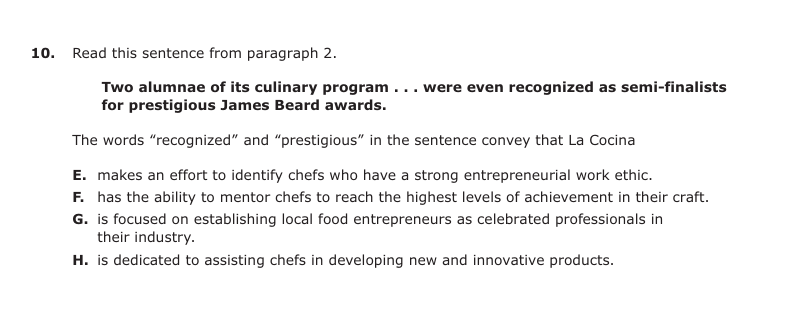 10. Read this sentence from paragraph 2.
Two alumnae of its culinary program . . . were even recognized as semi-finalists
for prestigious James Beard awards.
The words “recognized” and “prestigious” in the sentence convey that La Cocina
E. makes an effort to identify chefs who have a strong entrepreneurial work ethic.
F. has the ability to mentor chefs to reach the highest levels of achievement in their craft.
G. is focused on establishing local food entrepreneurs as celebrated professionals in
their industry.
H. is dedicated to assisting chefs in developing new and innovative products.